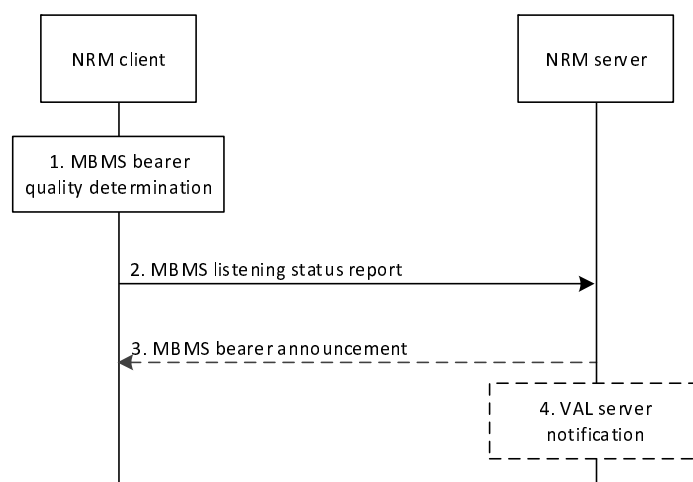 NRM client
NRM server
1. MBMS bearer
quality determination
2. MBMS listening status report
3. MBMS bearer announcement
4. VAL server
notification